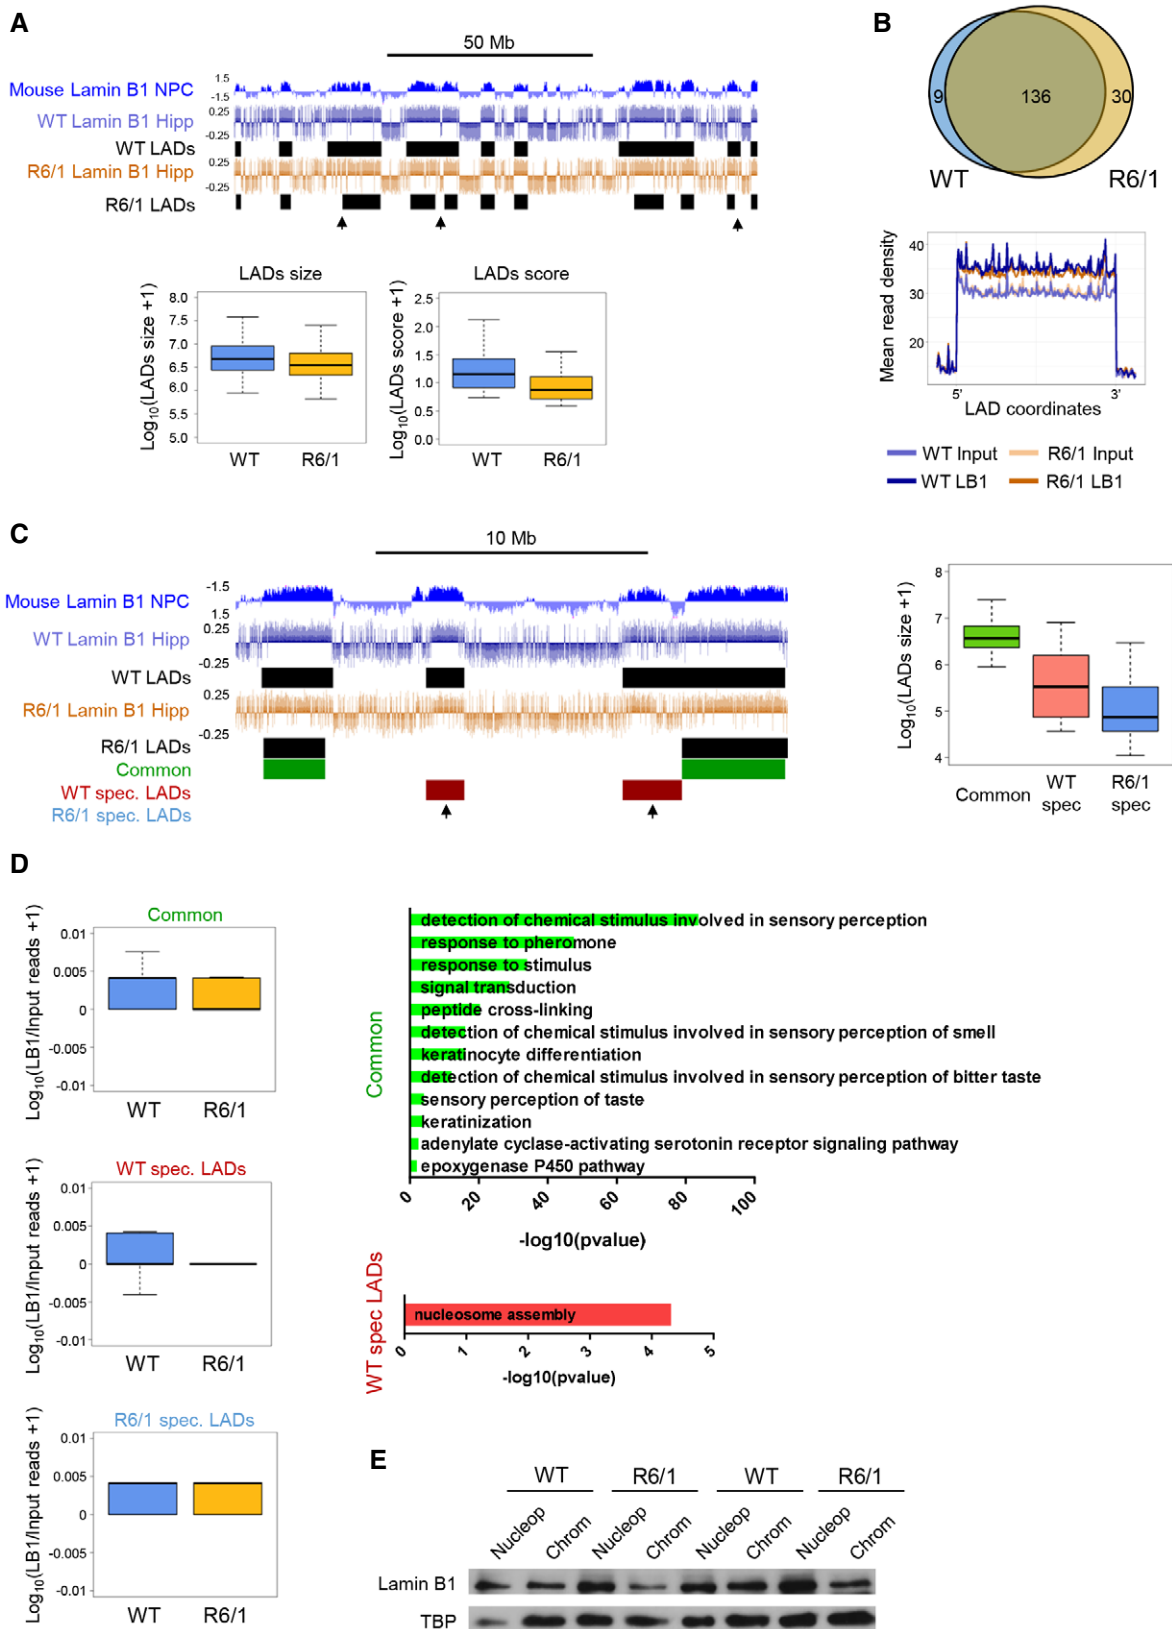 A
50 Mb
Mouse Lamin B1 NPC
1.5
-1.5
WT Lamin B1 Hipp
0.25
-0.25
WT LADs
R6/1 Lamin B1 Hipp
0.25
-0.25
R6/1 LADs
LADs size
Log10(LADs size +1)
8.0
7.5
7.0
6.5
6.0
5.5
5.0
WT
R6/1
LADs score
Log10(LADs score +1)
2.5
2.0
1.5
1.0
0.5
0.0
WT
R6/1
B
9
136
30
WT
R6/1
Mean read density
40
30
20
5'
3'
LAD coordinates
WT Input
R6/1 Input
WT LB1
R6/1 LB1
C
10 Mb
Mouse Lamin B1 NPC
-1.5
1.5
WT Lamin B1 Hipp
0.25
-0.25
WT LADs
R6/1 Lamin B1 Hipp
0.25
-0.25
R6/1 LADs
Common
WT spec. LADs
R6/1 spec. LADs
Log10(LADs size +1)
8
7
6
5
4
Common
WT spec
R6/1 spec
D
Common
Log10(LB1/Input reads +1)
0.01
0.005
0
-0.005
-0.01
WT
R6/1
WT spec. LADs
Log10(LB1/Input reads +1)
0.01
0.005
0
-0.005
-0.01
WT
R6/1
R6/1 spec. LADs
Log10(LB1/Input reads +1)
0.01
0.005
0
-0.005
-0.01
WT
R6/1
Common
detection of chemical stimulus involved in sensory perception
response to pheromone
response to stimulus
signal transduction
peptide cross-linking
detection of chemical stimulus involved in sensory perception of smell
keratinocyte differentiation
detection of chemical stimulus involved in sensory perception of bitter taste
sensory perception of taste
keratinization
adenylate cyclase-activating serotonin receptor signaling pathway
epoxygenase P450 pathway
0
20
40
60
80
100
-log10(pvalue)
WT spec LADs
nucleosome assembly
0
1
2
3
4
5
-log10(pvalue)
E
WT
R6/1
WT
R6/1
Nucleop
Chrom
Nucleop
Chrom
Nucleop
Chrom
Nucleop
Chrom
Lamin B1
TBP